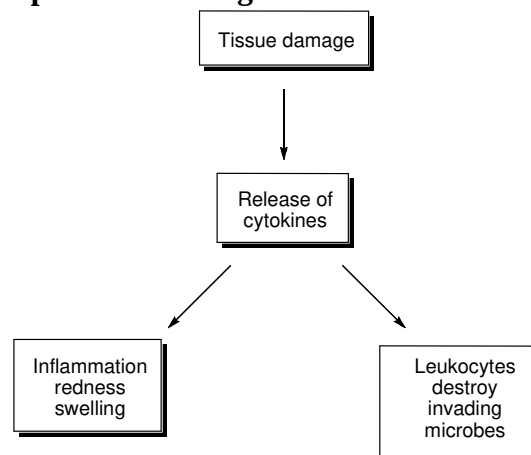 Tissue damage
Release of
cytokines
Inflammation
redness
swelling
Leukocytes
destroy
invading
microbes